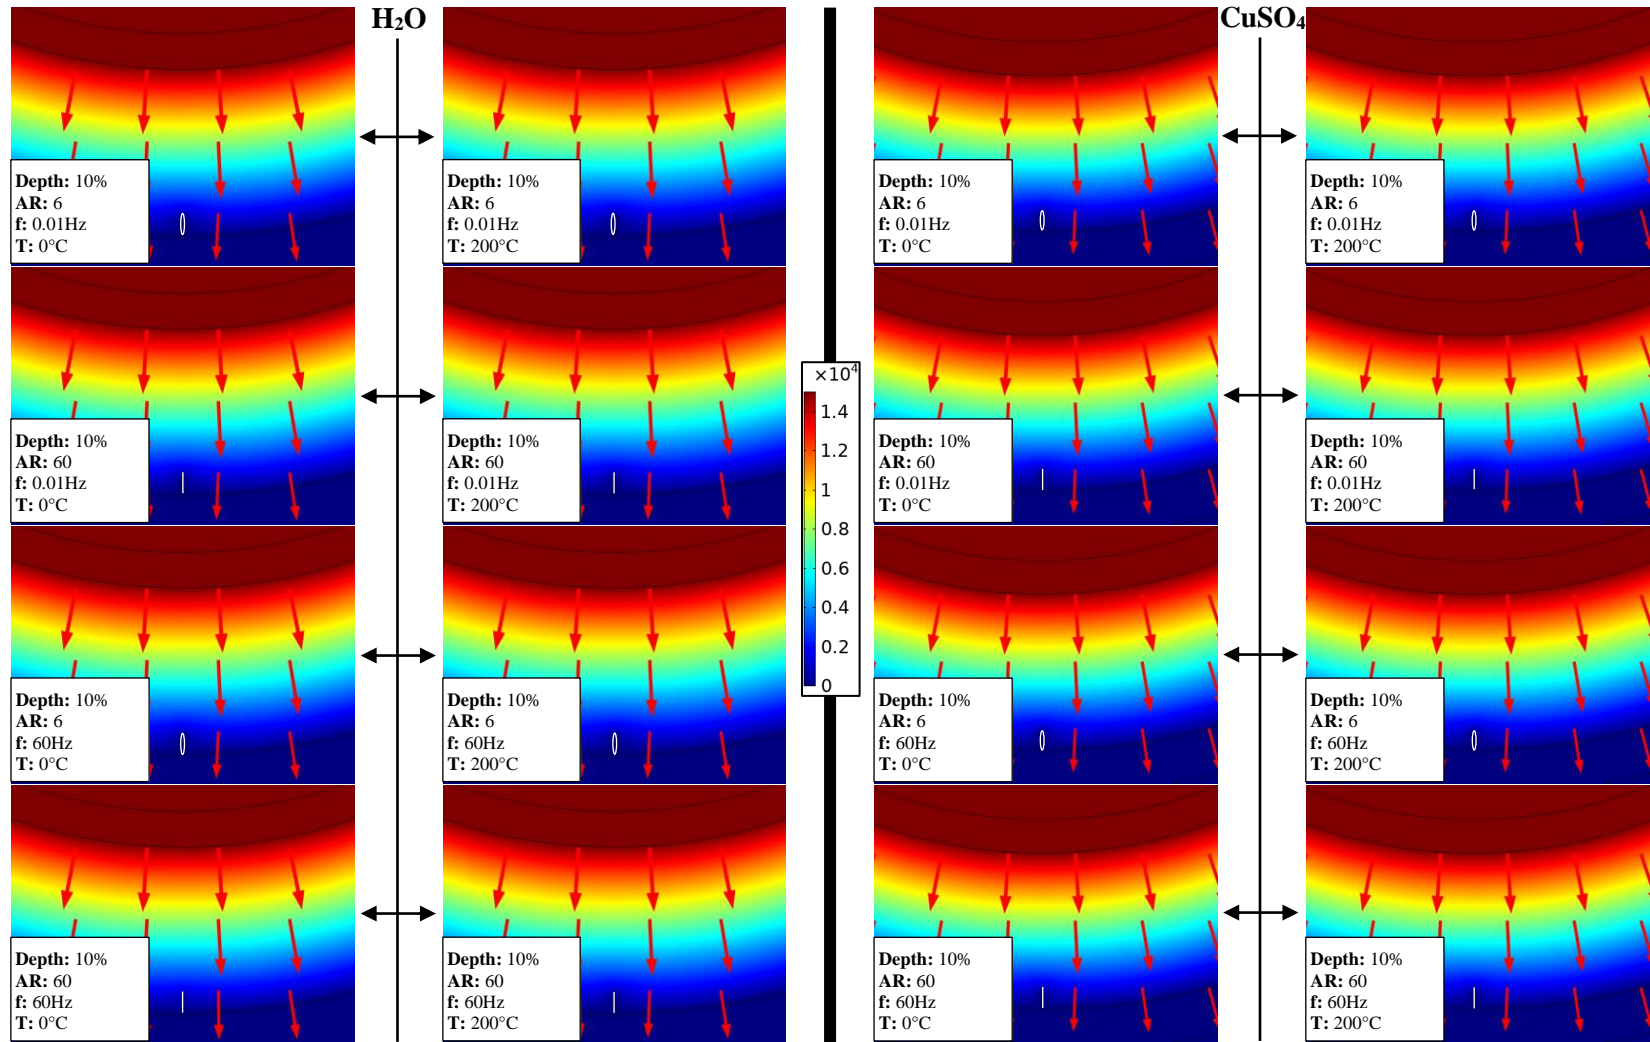 H₂O
CuSO₄
Depth: 10%
AR: 6
f: 0.01Hz
T: 0°C
Depth: 10%
AR: 6
f: 0.01Hz
T: 200°C
Depth: 10%
AR: 6
f: 0.01Hz
T: 0°C
Depth: 10%
AR: 6
f: 0.01Hz
T: 200°C
Depth: 10%
AR: 60
f: 0.01Hz
T: 0°C
Depth: 10%
AR: 60
f: 0.01Hz
T: 200°C
×10⁴
1.4
1.2
1
0.8
0.6
0.4
0.2
0
Depth: 10%
AR: 60
f: 0.01Hz
T: 0°C
Depth: 10%
AR: 60
f: 0.01Hz
T: 200°C
Depth: 10%
AR: 6
f: 60Hz
T: 0°C
Depth: 10%
AR: 6
f: 60Hz
T: 200°C
Depth: 10%
AR: 6
f: 60Hz
T: 0°C
Depth: 10%
AR: 6
f: 60Hz
T: 200°C
Depth: 10%
AR: 60
f: 60Hz
T: 0°C
Depth: 10%
AR: 60
f: 60Hz
T: 200°C
Depth: 10%
AR: 60
f: 60Hz
T: 0°C
Depth: 10%
AR: 60
f: 60Hz
T: 200°C